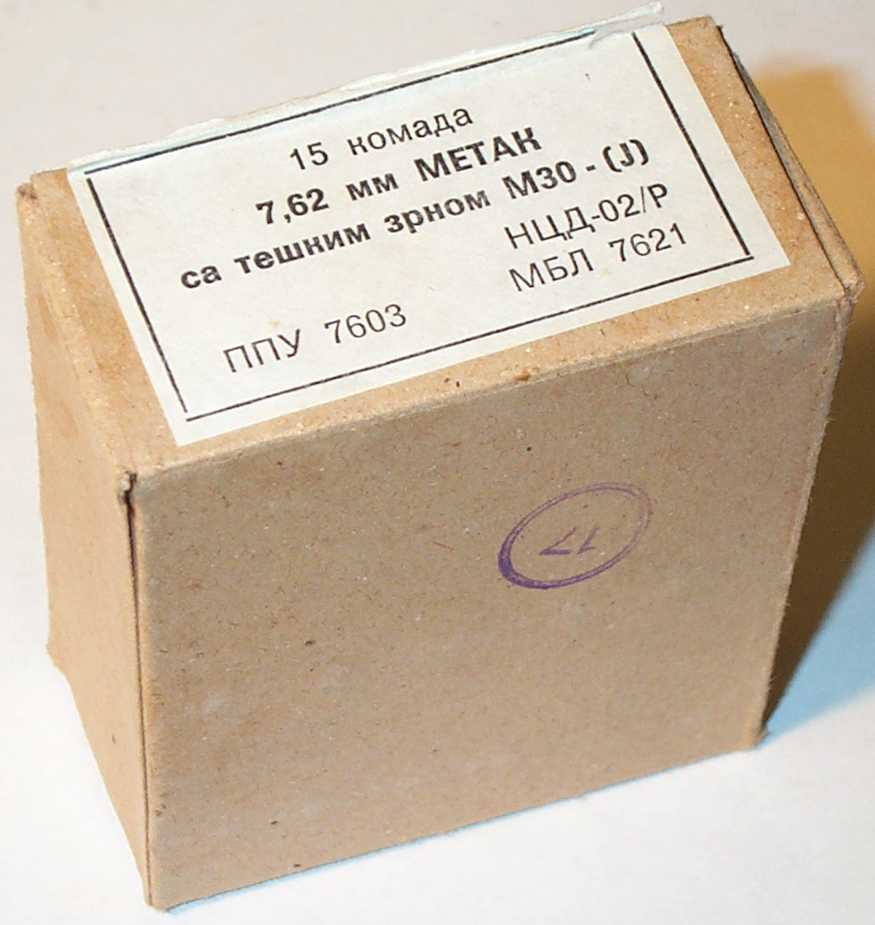 15 комада
7,62 мм МЕТАК
са тешким зрном М30 - (Ј)
НЦД-02/Р
ППУ 7603 МБЛ 7621
17